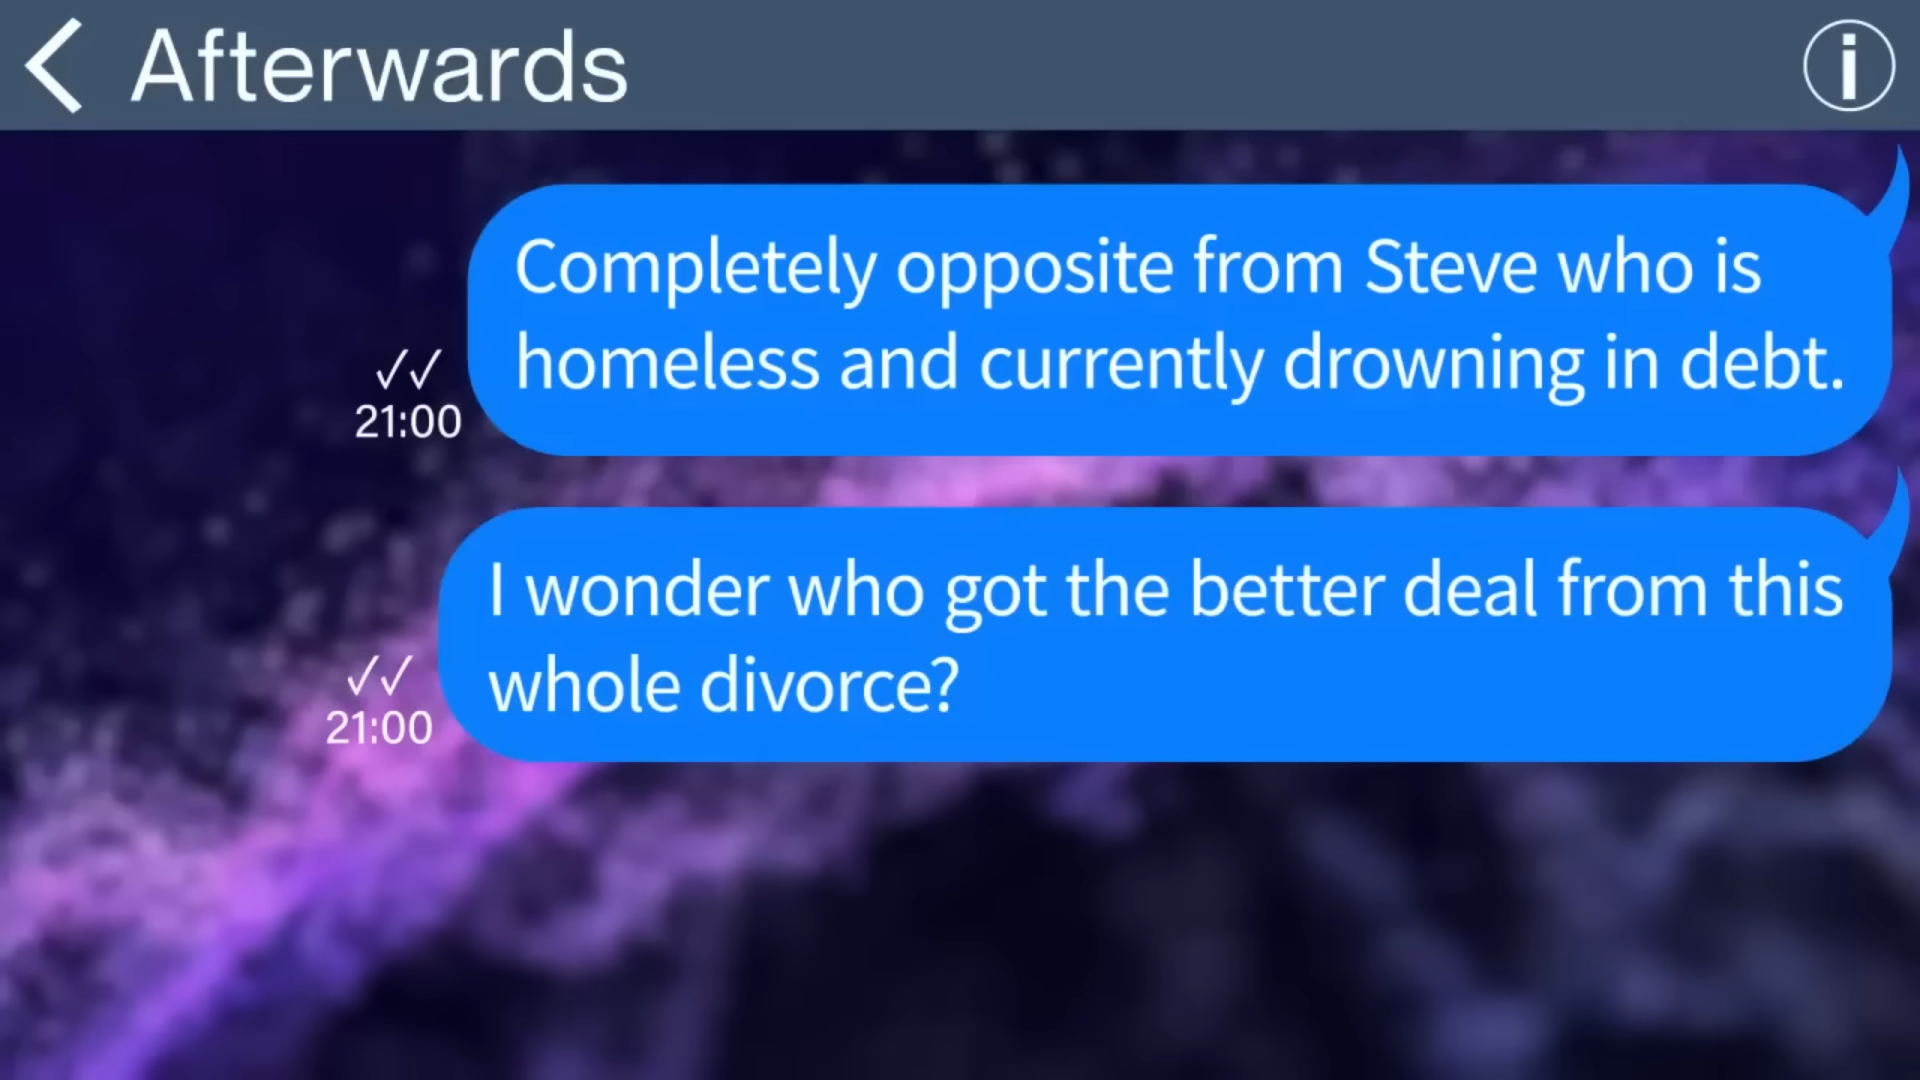 Afterwards
Completely opposite from Steve who is
homeless and currently drowning in debt.
21:00
I wonder who got the better deal from this
whole divorce?
21:00